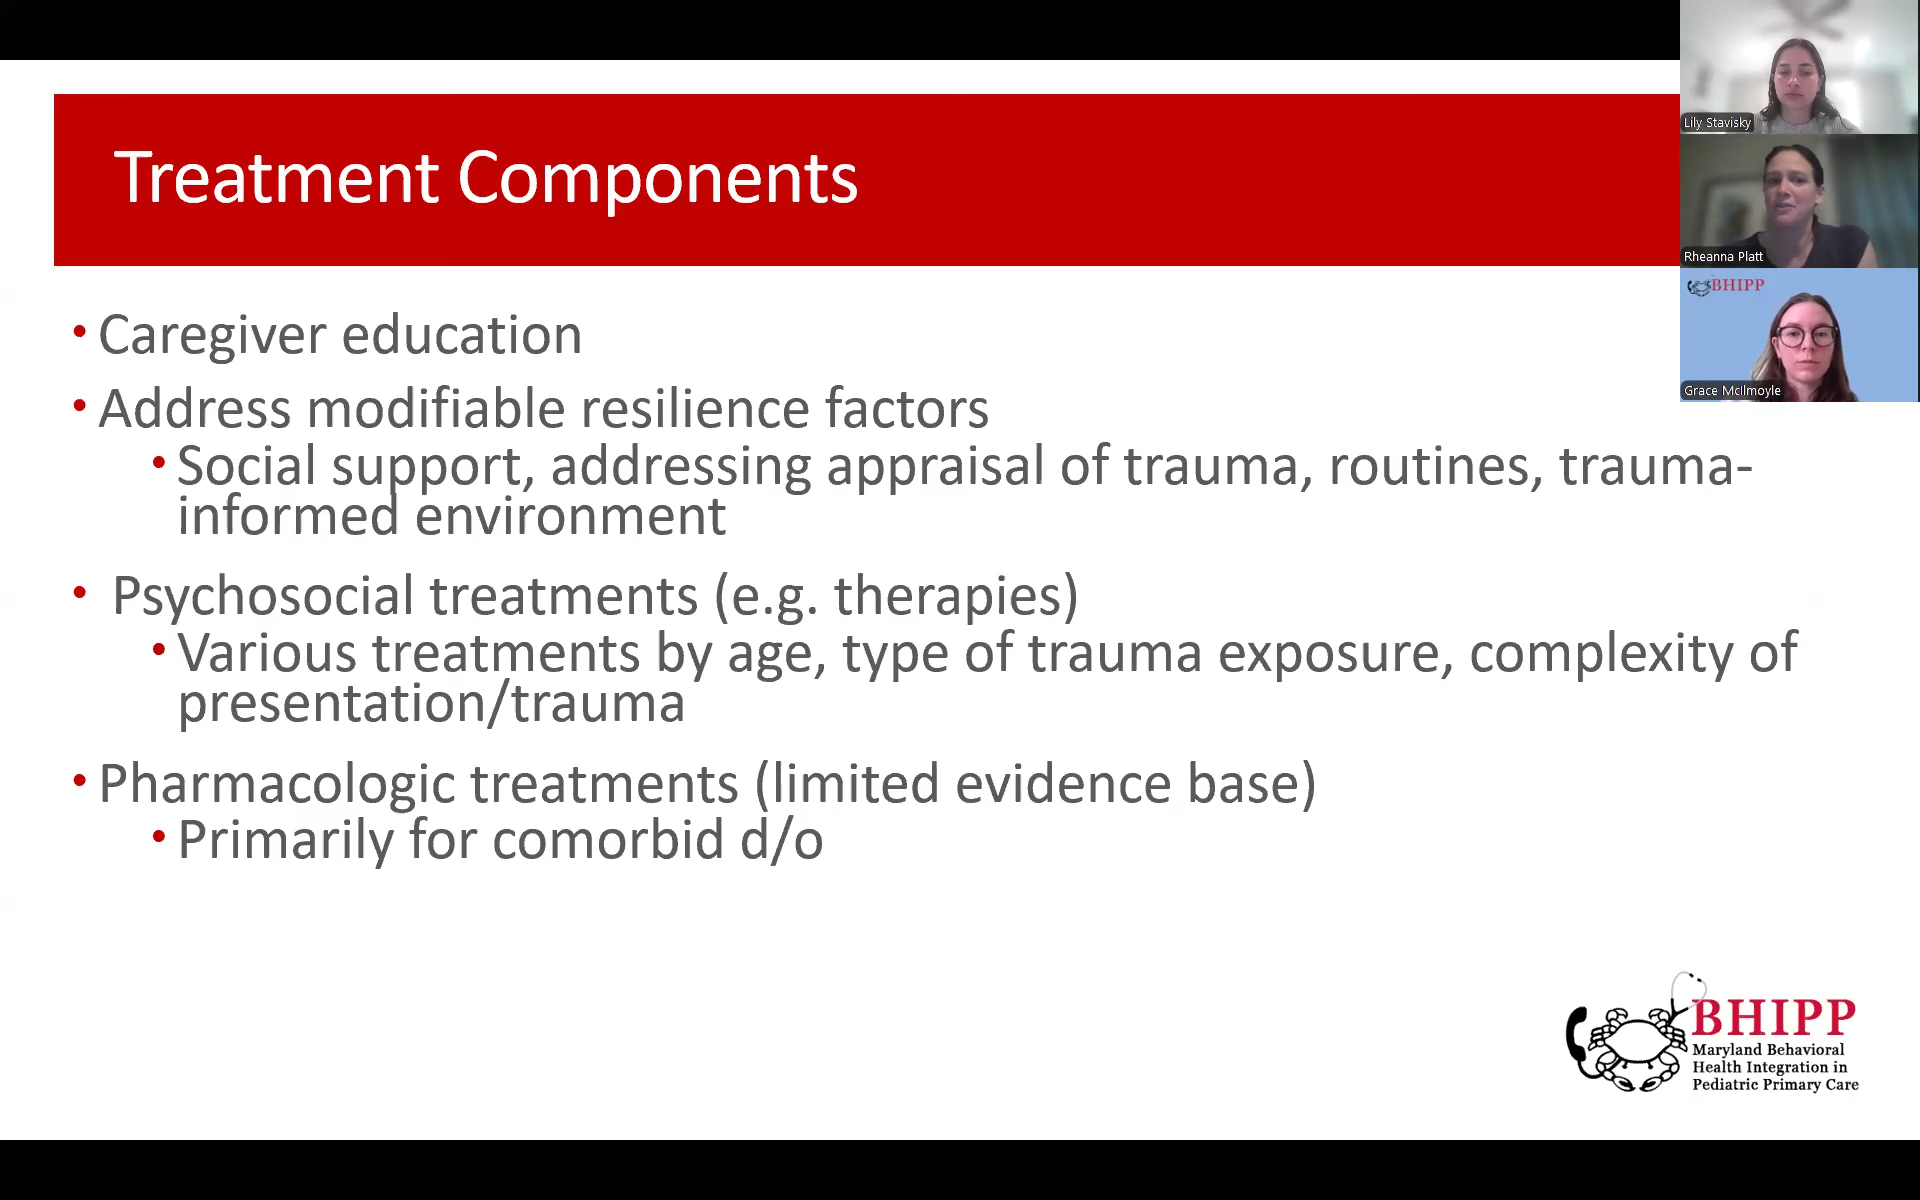 Treatment Components
• Caregiver education
• Address modifiable resilience factors
• Social support, addressing appraisal of trauma, routines, trauma-
informed environment
• Psychosocial treatments (e.g. therapies)
• Various treatments by age, type of trauma exposure, complexity of
presentation/trauma
• Pharmacologic treatments (limited evidence base)
• Primarily for comorbid d/o
Lily Stavisky
Rheanna Platt
BHIPP
Grace McIlmoyle
BHIPP
Maryland Behavioral
Health Integration in
Pediatric Primary Care